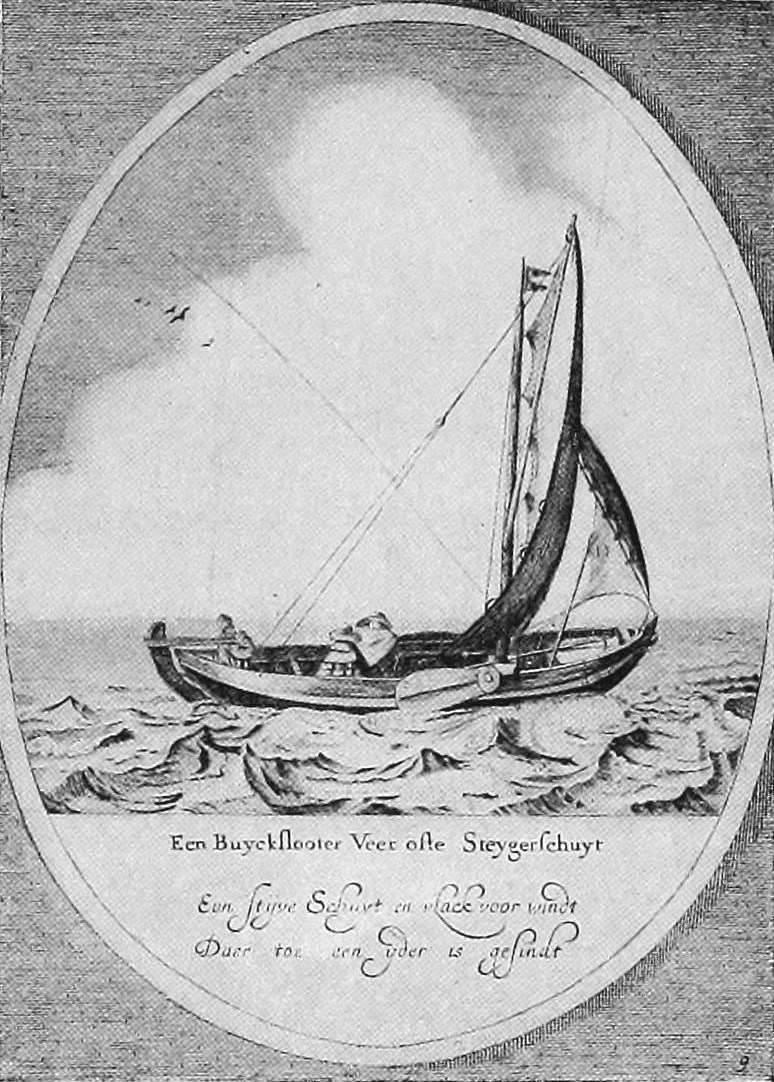 Een Buyckſlooter Veer ofte Steygerſchuyt
Een ſtyve Schuyt en vlack voor windt
Daer toe een yder is geſindt
9